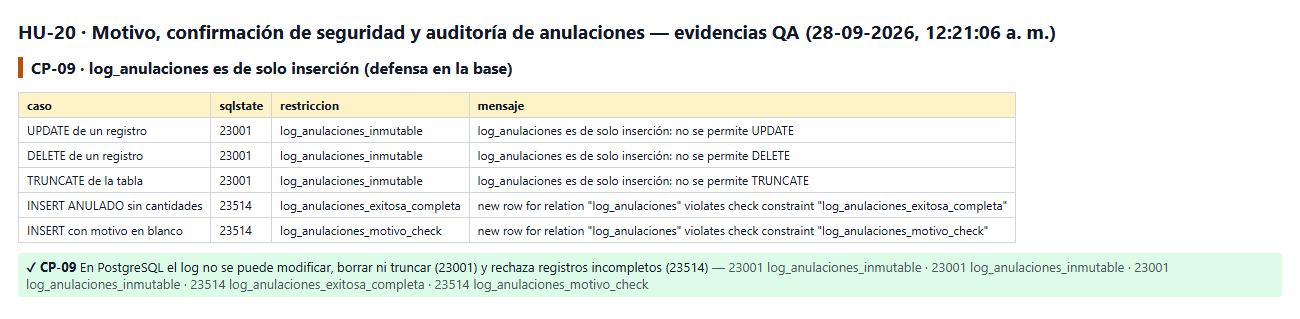 HU-20 · Motivo, confirmación de seguridad y auditoría de anulaciones — evidencias QA (28-09-2026, 12:21:06 a. m.)
CP-09 · log_anulaciones es de solo inserción (defensa en la base)
caso sqlstate restriccion mensaje
UPDATE de un registro 23001 log_anulaciones_inmutable log_anulaciones es de solo inserción: no se permite UPDATE
DELETE de un registro 23001 log_anulaciones_inmutable log_anulaciones es de solo inserción: no se permite DELETE
TRUNCATE de la tabla 23001 log_anulaciones_inmutable log_anulaciones es de solo inserción: no se permite TRUNCATE
INSERT ANULADO sin cantidades 23514 log_anulaciones_exitosa_completa new row for relation "log_anulaciones" violates check constraint "log_anulaciones_exitosa_completa"
INSERT con motivo en blanco 23514 log_anulaciones_motivo_check new row for relation "log_anulaciones" violates check constraint "log_anulaciones_motivo_check"
✓ CP-09 En PostgreSQL el log no se puede modificar, borrar ni truncar (23001) y rechaza registros incompletos (23514) — 23001 log_anulaciones_inmutable · 23001 log_anulaciones_inmutable · 23001
log_anulaciones_inmutable · 23514 log_anulaciones_exitosa_completa · 23514 log_anulaciones_motivo_check